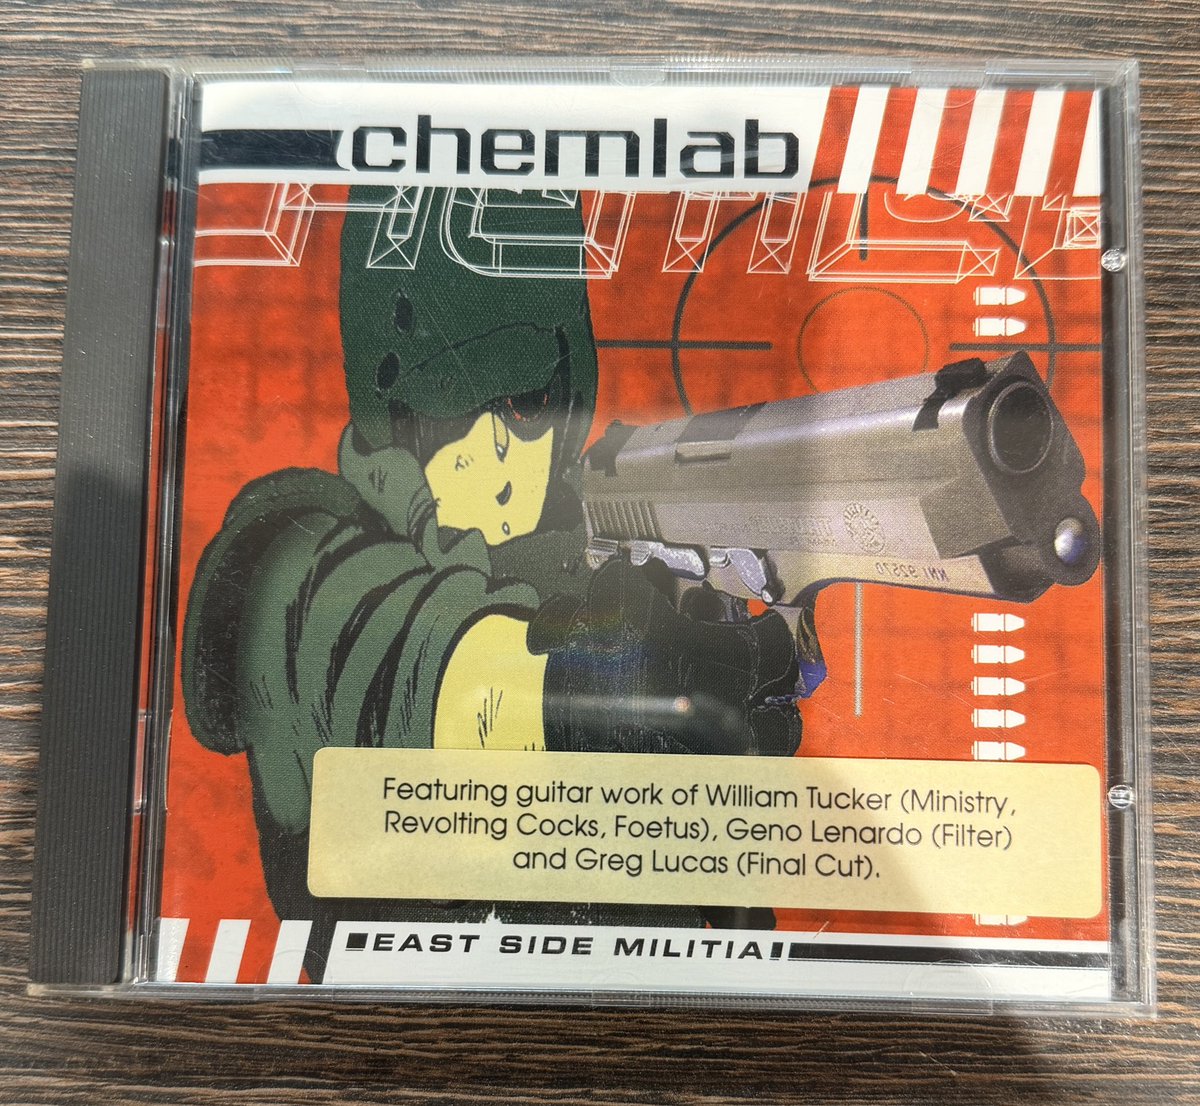 chemlab
Featuring guitar work of William Tucker (Ministry,
Revolting Cocks, Foetus), Geno Lenardo (Filter)
and Greg Lucas (Final Cut).
EAST SIDE MILITIA